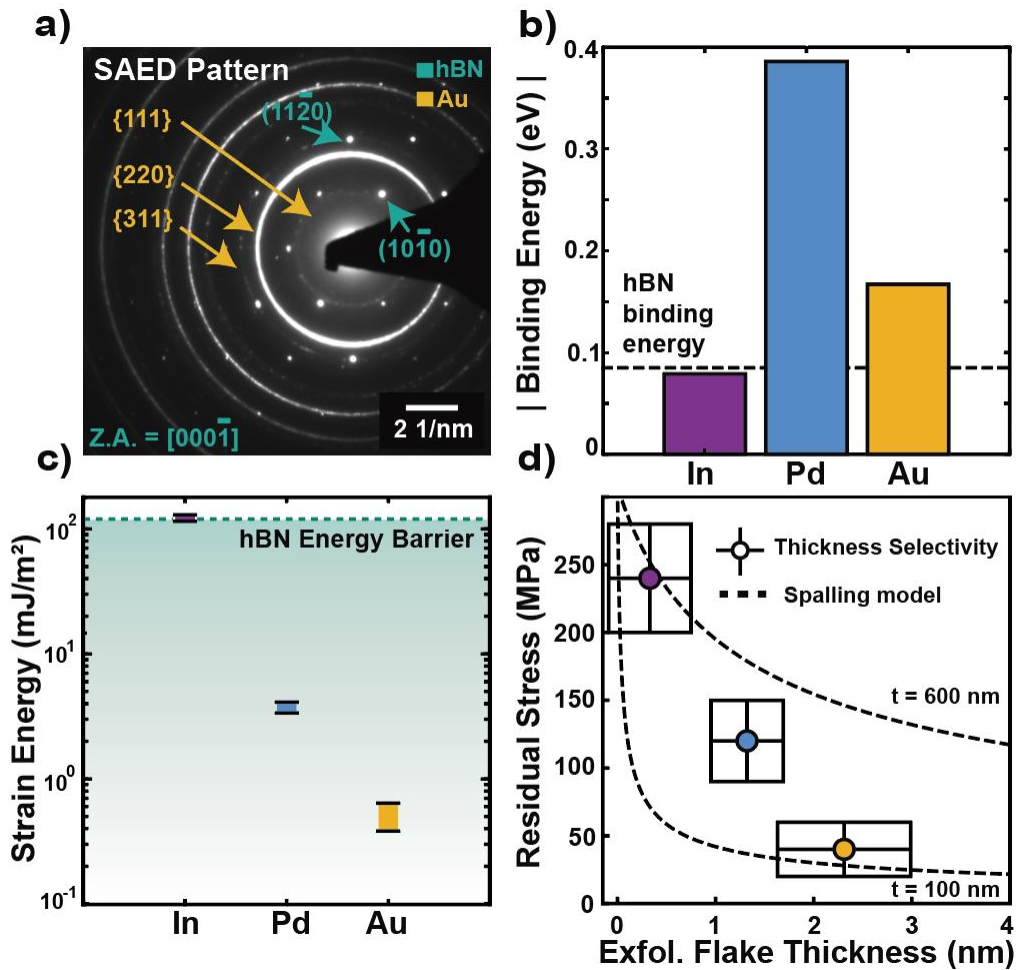 a)
SAED Pattern
hBN
Au
{111}
{220}
{311}
(112̅0)
(101̅0)
Z.A. = [0001̅]
2 1/nm
b)
| Binding Energy (eV) |
0.4
0.3
0.2
0.1
0
hBN
binding
energy
In Pd Au
c)
Strain Energy (mJ/m²)
10²
10¹
10⁰
10⁻¹
hBN Energy Barrier
In Pd Au
d)
Residual Stress (MPa)
250
200
150
100
50
0
Thickness Selectivity
Spalling model
t = 600 nm
t = 100 nm
0 1 2 3 4
Exfol. Flake Thickness (nm)